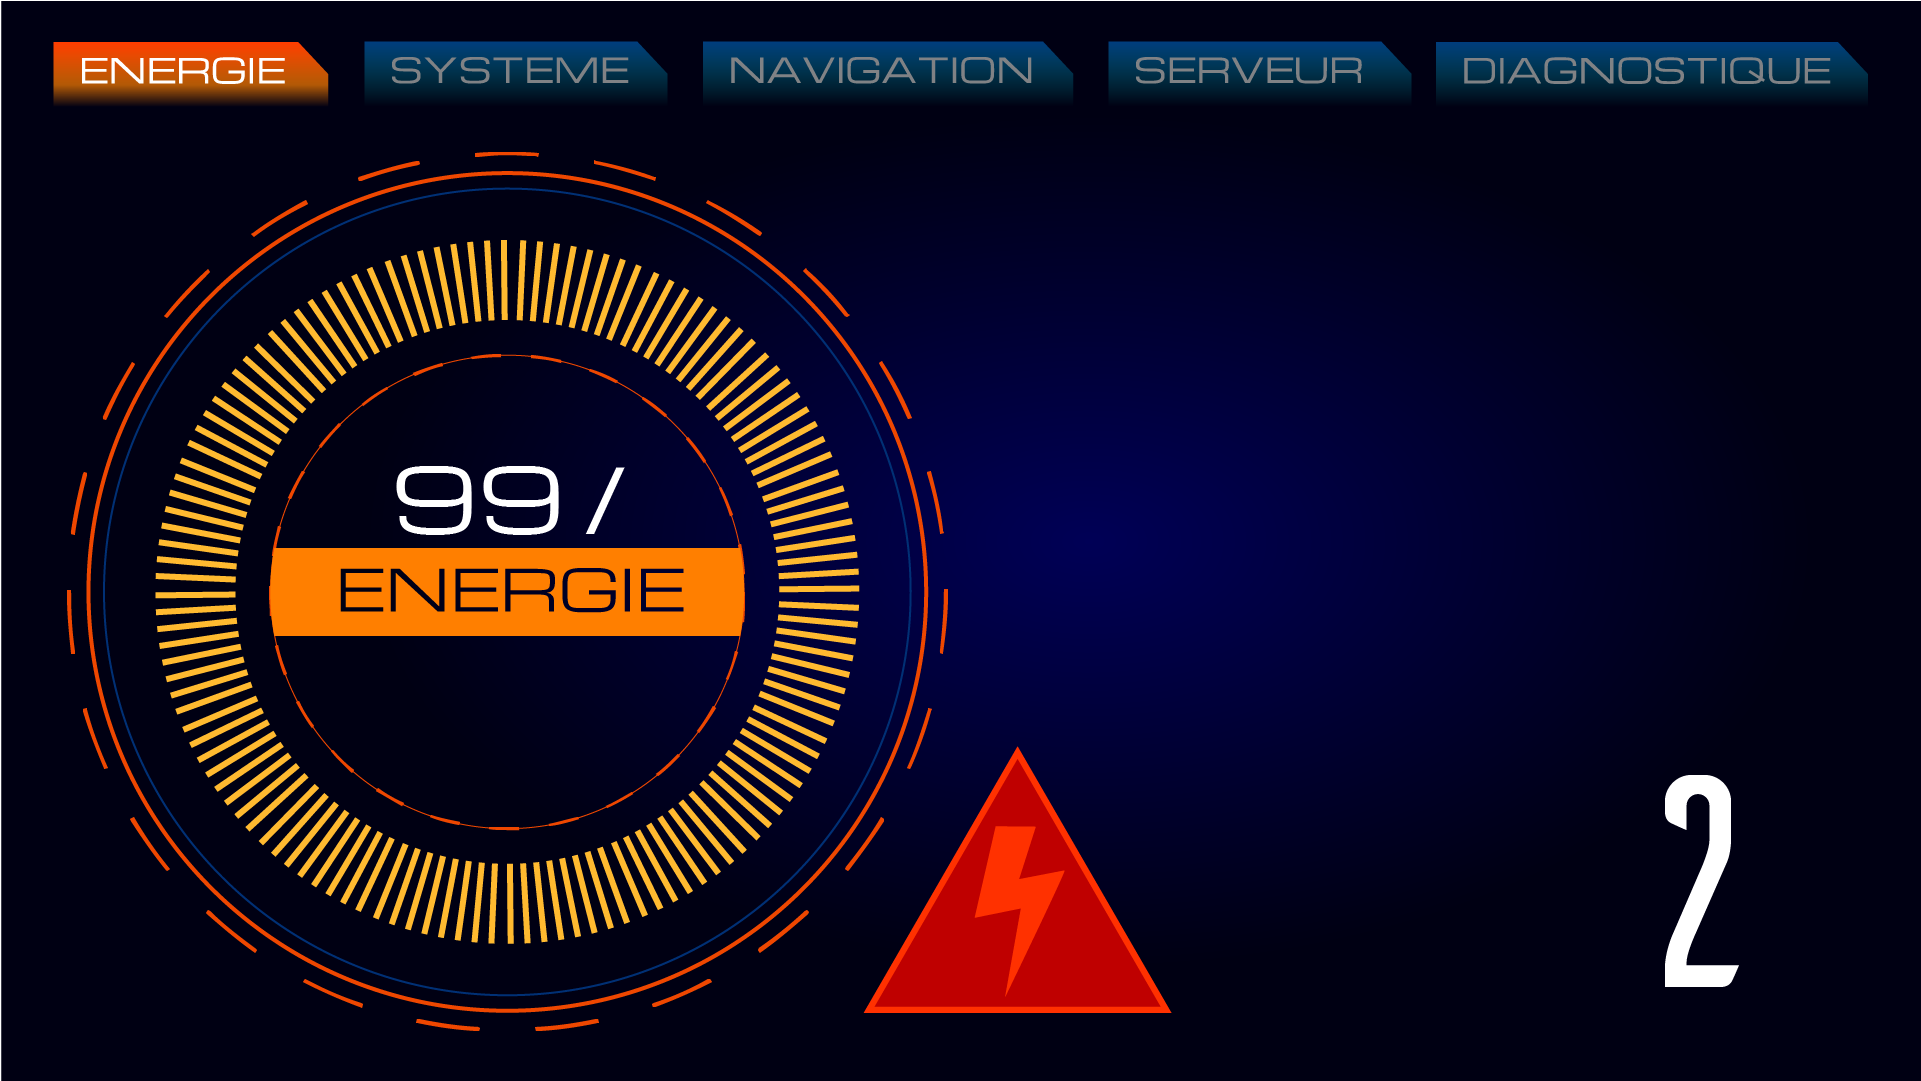 ENERGIE
SYSTEME
NAVIGATION
SERVEUR
DIAGNOSTIQUE
99 /
ENERGIE
2